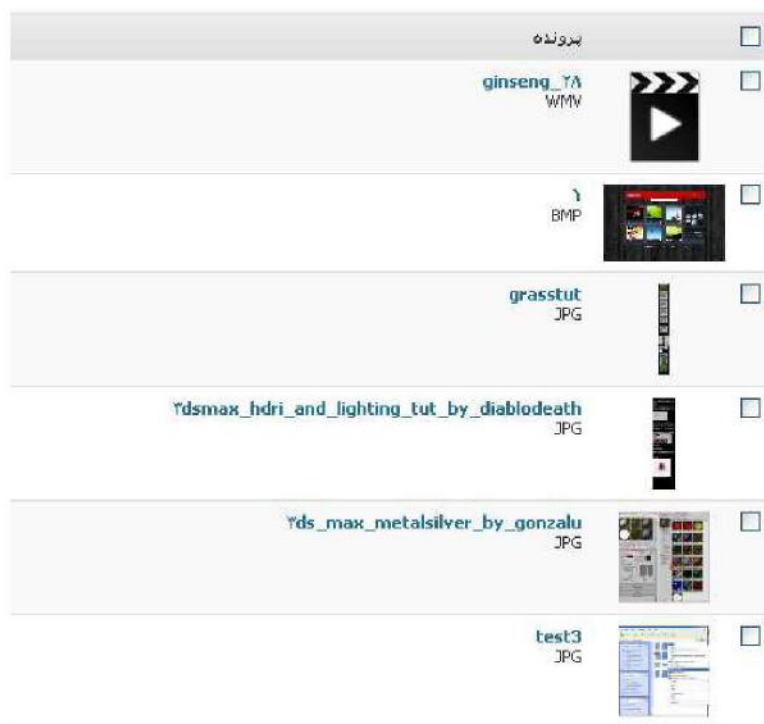 پرونده
ginseng_۲۸
WMV
۱
BMP
grasstut
JPG
۳dsmax_hdri_and_lighting_tut_by_diablodeath
JPG
۳ds_max_metalsilver_by_gonzalu
JPG
test3
JPG